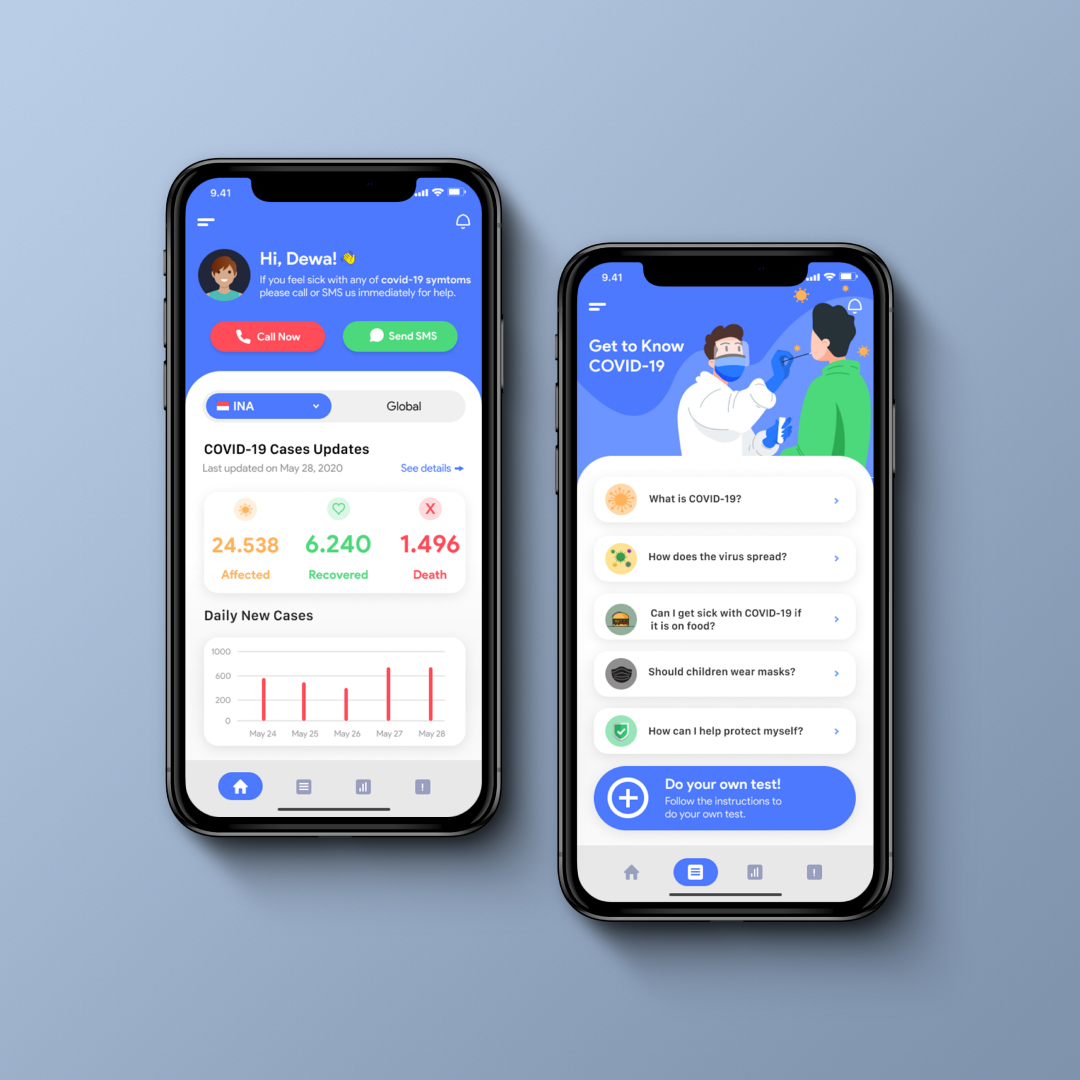 9.41
Hi, Dewa! 👋
If you feel sick with any of covid-19 symtoms
please call or SMS us immediately for help.
Call Now
Send SMS
INA
Global
COVID-19 Cases Updates
Last updated on May 28, 2020
See details
X
24.538
6.240
1.496
Affected
Recovered
Death
Daily New Cases
1000
600
200
0
May 24
May 25
May 26
May 27
May 28
9.41
Get to Know
COVID-19
What is COVID-19?
How does the virus spread?
Can I get sick with COVID-19 if
it is on food?
Should children wear masks?
How can I help protect myself?
Do your own test!
Follow the instructions to
do your own test.